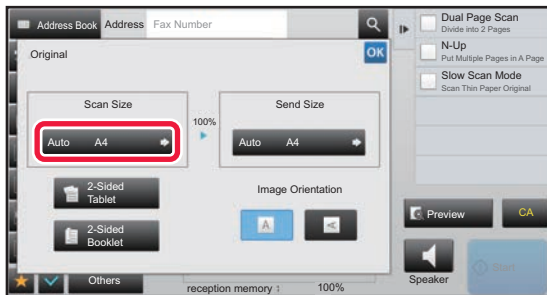 Address Book Address Fax Number
Original
OK
Scan Size
100%
Send Size
Auto A4
Auto A4
2-Sided
Tablet
2-Sided
Booklet
Image Orientation
A
A
Others
reception memory : 100%
Dual Page Scan
Divide into 2 Pages
N-Up
Put Multiple Pages in A Page
Slow Scan Mode
Scan Thin Paper Original
Preview
CA
Speaker
Start